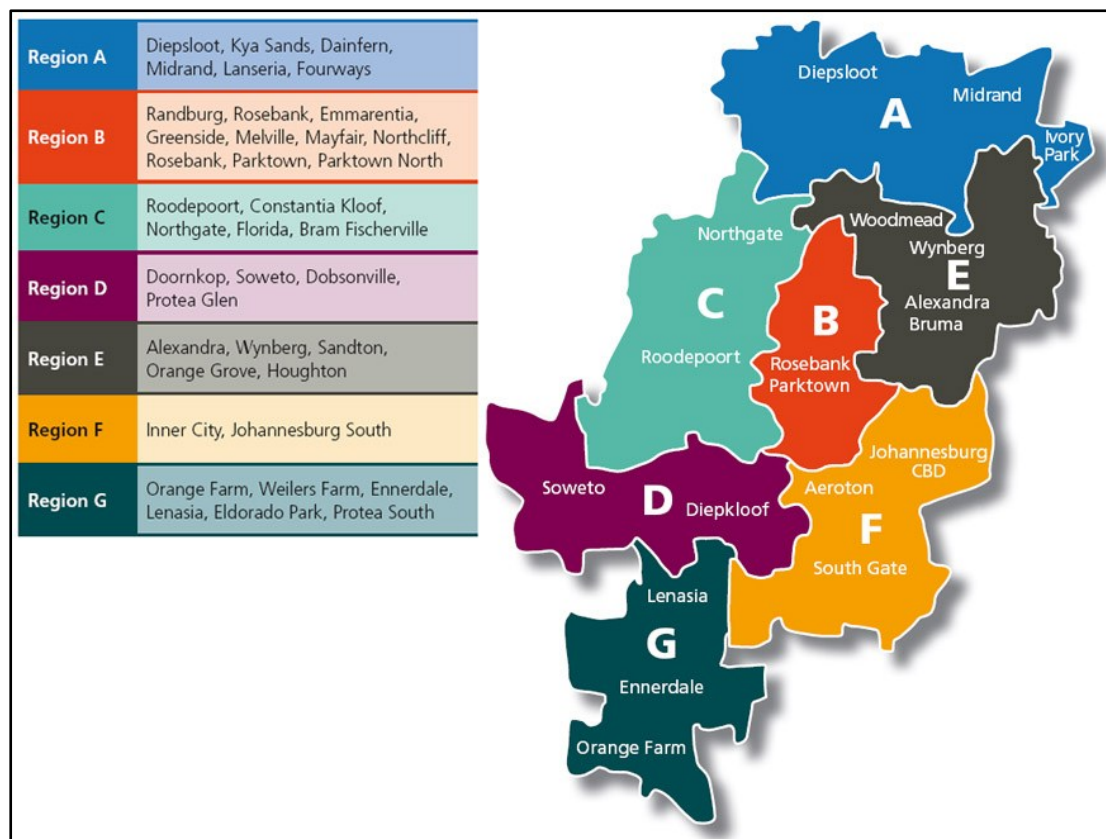 Region A
Diepsloot, Kya Sands, Dainfern,
Midrand, Lanseria, Fourways
Region B
Randburg, Rosebank, Emmarentia,
Greenside, Melville, Mayfair, Northcliff,
Rosebank, Parktown, Parktown North
Region C
Roodepoort, Constantia Kloof,
Northgate, Florida, Bram Fischerville
Region D
Doornkop, Soweto, Dobsonville,
Protea Glen
Region E
Alexandra, Wynberg, Sandton,
Orange Grove, Houghton
Region F
Inner City, Johannesburg South
Region G
Orange Farm, Weilers Farm, Ennerdale,
Lenasia, Eldorado Park, Protea South
Diepsloot
Midrand
A
Ivory
Park
Woodmead
Northgate
Wynberg
E
C
B
Alexandra
Bruma
Roodepoort
Rosebank
Parktown
Johannesburg
CBD
Soweto
D
Diepkloof
Aeroton
F
South Gate
Lenasia
G
Ennerdale
Orange Farm